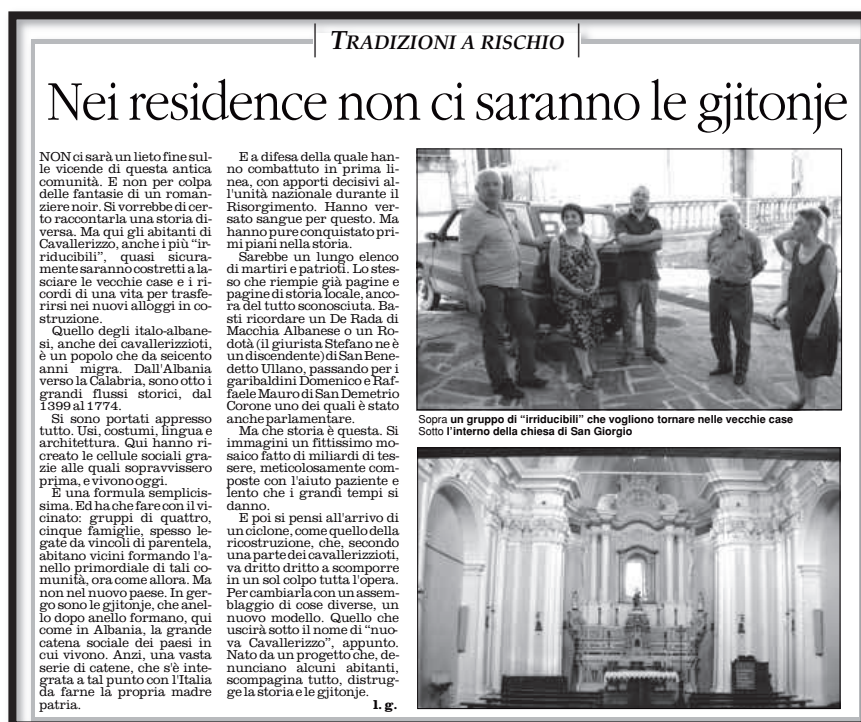 TRADIZIONI A RISCHIO
Nei residence non ci saranno le gjitonje
NON ci sarà un lieto fine sul-
le vicende di questa antica
comunità. E non per colpa
delle fantasie di un roman-
ziere noir. Si vorrebbe di cer-
to raccontarla una storia di-
versa. Ma qui gli abitanti di
Cavallerizzo, anche i più “ir-
riducibili”, quasi sicura-
mente saranno costretti a la-
sciare le vecchie case e i ri-
cordi di una vita per trasfe-
rirsi nei nuovi alloggi in co-
struzione.
Quello degli italo-albane-
si, anche dei cavallerizzioti,
è un popolo che da seicento
anni migra. Dall'Albania
verso la Calabria, sono otto i
grandi flussi storici, dal
1399 al 1774.
Si sono portati appresso
tutto. Usi, costumi, lingua e
architettura. Qui hanno ri-
creato le cellule sociali gra-
zie alle quali sopravvissero
prima, e vivono oggi.
È una formula semplicis-
sima. Ed ha che fare con il vi-
cinato: gruppi di quattro,
cinque famiglie, spesso le-
gate da vincoli di parentela,
abitano vicini formando l'a-
nello primordiale di tali co-
munità, ora come allora. Ma
non nel nuovo paese. In ger-
go sono le gjitonje, che anel-
lo dopo anello formano, qui
come in Albania, la grande
catena sociale dei paesi in
cui vivono. Anzi, una vasta
serie di catene, che s'è inte-
grata a tal punto con l'Italia
da farne la propria madre
patria.
E a difesa della quale han-
no combattuto in prima li-
nea, con apporti decisivi al-
l'unità nazionale durante il
Risorgimento. Hanno ver-
sato sangue per questo. Ma
hanno pure conquistato pri-
mi piani nella storia.
Sarebbe un lungo elenco
di martiri e patrioti. Lo stes-
so che riempie già pagine e
pagine di storia locale, anco-
ra del tutto sconosciuta. Ba-
sti ricordare un De Rada di
Macchia Albanese o un Ro-
dotà (il giurista Stefano ne è
un discendente) di San Bene-
detto Ullano, passando per i
garibaldini Domenico e Raf-
faele Mauro di San Demetrio
Corone uno dei quali è stato
anche parlamentare.
Ma che storia è questa. Si
immagini un fittissimo mo-
saico fatto di miliardi di tes-
sere, meticolosamente com-
poste con l'aiuto paziente e
lento che i grandi tempi si
danno.
E poi si pensi all'arrivo di
un ciclone, come quello della
ricostruzione, che, secondo
una parte dei cavallerizzioti,
va dritto dritto a scomporre
in un sol colpo tutta l'opera.
Per cambiarla con un assem-
blaggio di cose diverse, un
nuovo modello. Quello che
uscirà sotto il nome di “nuo-
va Cavallerizzo”, appunto.
Nato da un progetto che, de-
nunciano alcuni abitanti,
scompagina tutto, distrug-
ge la storia e le gjitonje.
l. g.
Sopra un gruppo di “irriducibili” che vogliono tornare nelle vecchie case
Sotto l'interno della chiesa di San Giorgio